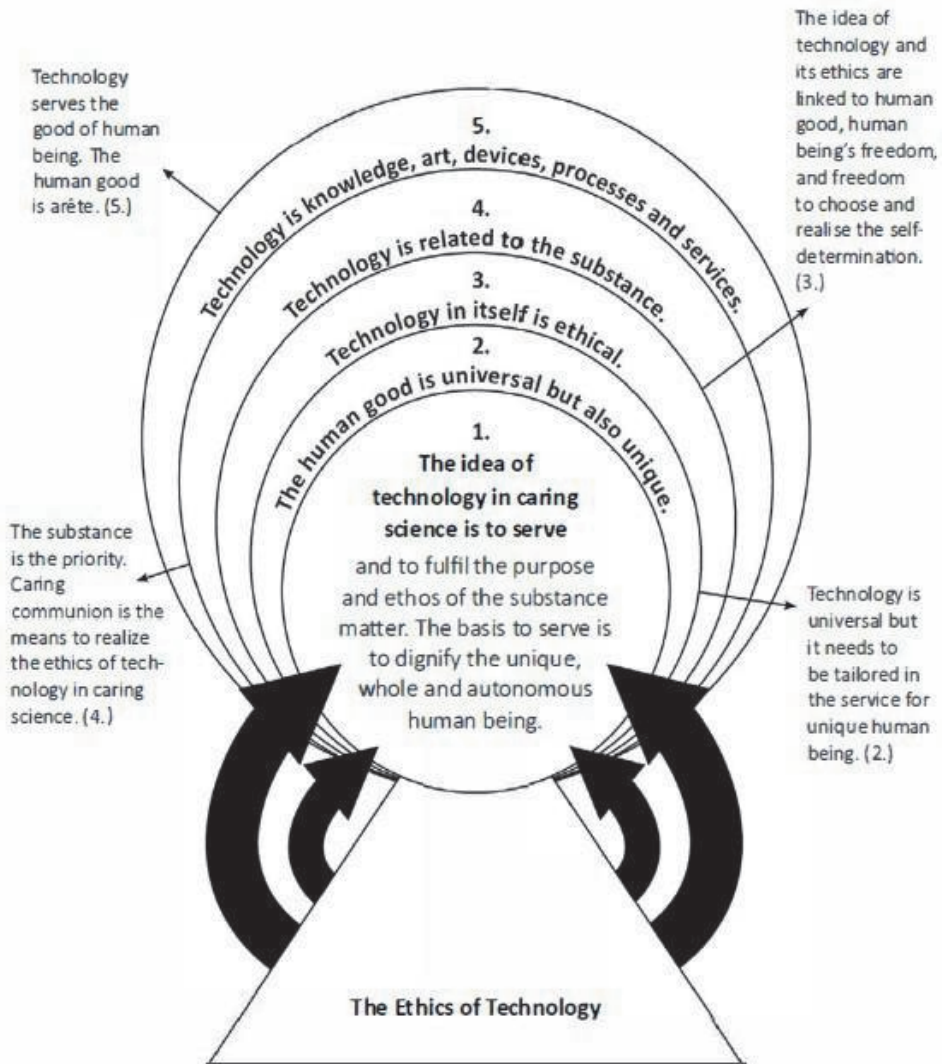 The idea of
technology and
its ethics are
linked to human
good, human
being's freedom,
and freedom
to choose and
realise the self-
determination.
(3.)
Technology
serves the
good of human
being. The
human good
is arête. (5.)
5.
Technology is knowledge, art, devices, processes and services.
4.
Technology is related to the substance.
3.
Technology in itself is ethical.
2.
The human good is universal but also unique.
1.
The idea of
technology in caring
science is to serve
and to fulfil the purpose
and ethos of the substance
matter. The basis to serve is
to dignify the unique,
whole and autonomous
human being.
The substance
is the priority.
Caring
communion is the
means to realize
the ethics of tech-
nology in caring
science. (4.)
Technology is
universal but
it needs to
be tailored in
the service for
unique human
being. (2.)
The Ethics of Technology